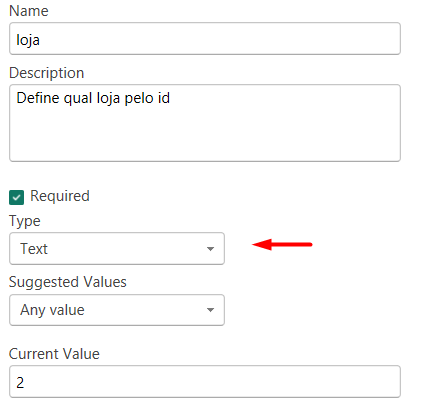 Name
loja
Description
Define qual loja pelo id
Required
Type
Text
Suggested Values
Any value
Current Value
2